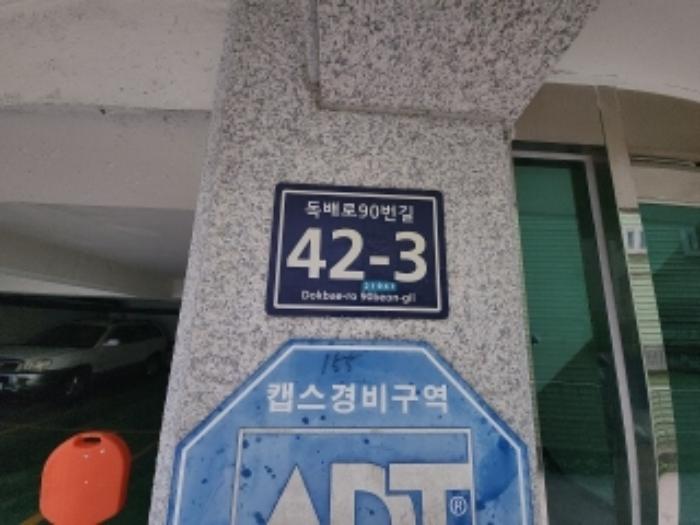 독배로90번길
42-3
Dokbae-ro 90beon-gil
155
캡스경비구역
ADT®